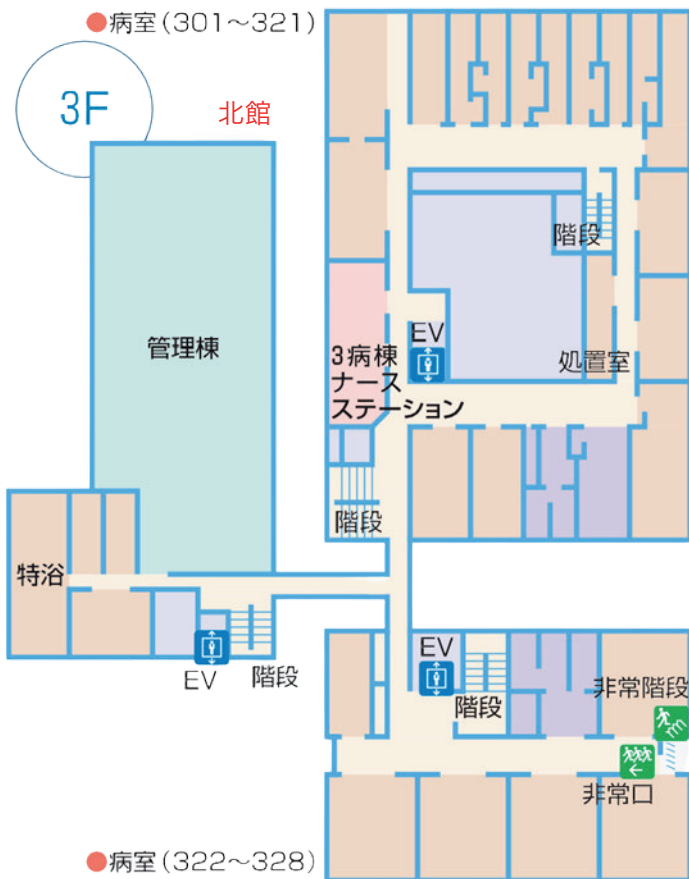 ●病室(301〜321)
3F
北館
階段
管理棟
EV
3病棟
ナース
ステーション
処置室
階段
特浴
EV
階段
EV
階段
非常階段
非常口
●病室(322〜328)